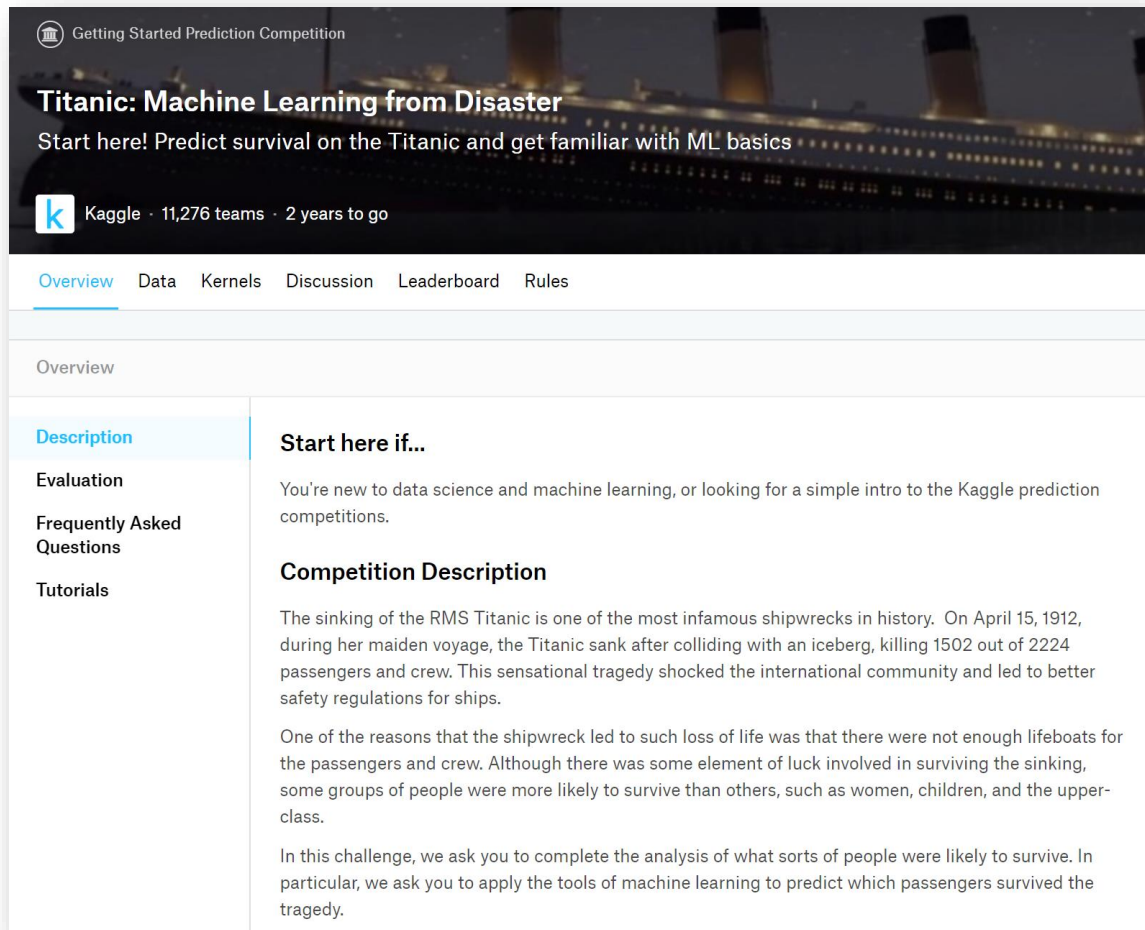 Getting Started Prediction Competition
Titanic: Machine Learning from Disaster
Start here! Predict survival on the Titanic and get familiar with ML basics
k
Kaggle · 11,276 teams · 2 years to go
Overview Data Kernels Discussion Leaderboard Rules
Overview
Description
Evaluation
Frequently Asked
Questions
Tutorials
Start here if...
You're new to data science and machine learning, or looking for a simple intro to the Kaggle prediction
competitions.
Competition Description
The sinking of the RMS Titanic is one of the most infamous shipwrecks in history.  On April 15, 1912,
during her maiden voyage, the Titanic sank after colliding with an iceberg, killing 1502 out of 2224
passengers and crew. This sensational tragedy shocked the international community and led to better
safety regulations for ships.
One of the reasons that the shipwreck led to such loss of life was that there were not enough lifeboats for
the passengers and crew. Although there was some element of luck involved in surviving the sinking,
some groups of people were more likely to survive than others, such as women, children, and the upper-
class.
In this challenge, we ask you to complete the analysis of what sorts of people were likely to survive. In
particular, we ask you to apply the tools of machine learning to predict which passengers survived the
tragedy.